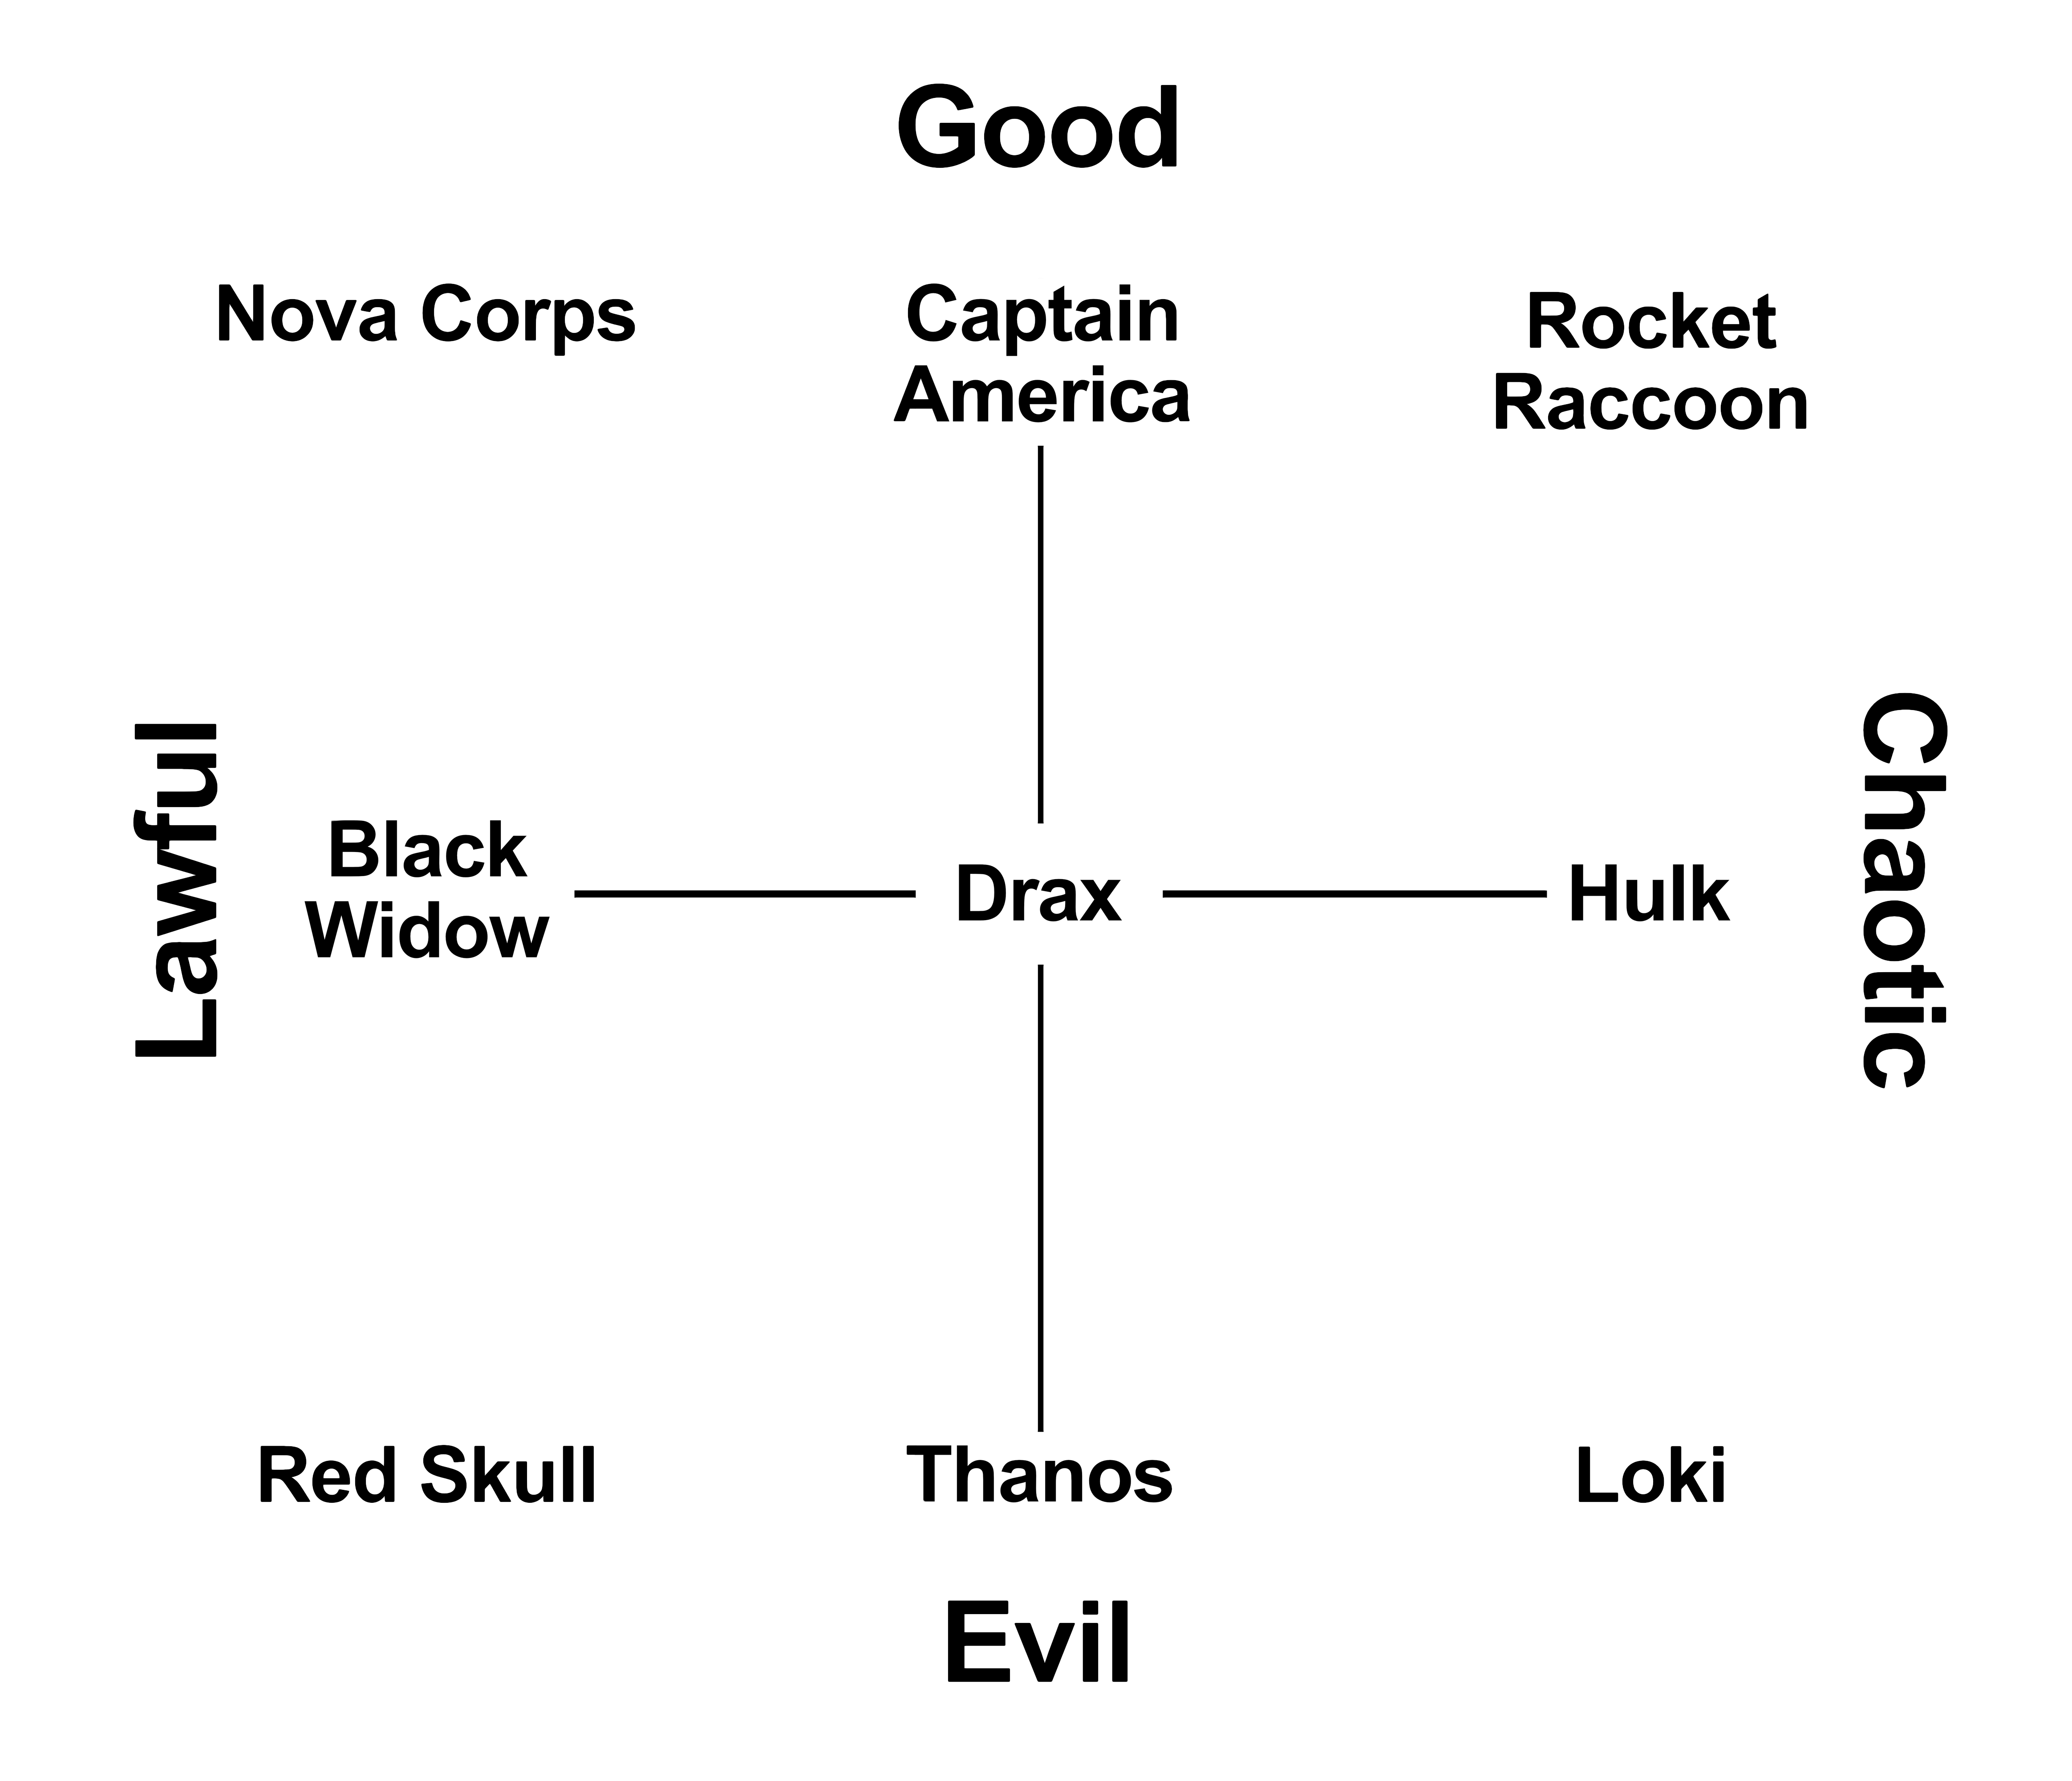 Good
Nova Corps
Captain
America
Rocket
Raccoon
Lawful
Black
Widow
Drax
Hulk
Chaotic
Red Skull
Thanos
Loki
Evil